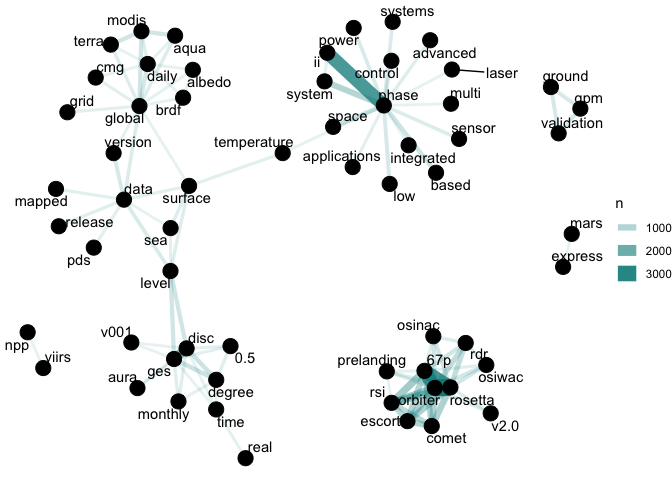 systems
modis
power
terra
aqua
advanced
ii
cmg
daily
albedo
control
laser
system
phase
multi
ground
grid
global
brdf
gpm
space
validation
version
temperature
sensor
applications
integrated
based
low
mapped
data
surface
n
release
sea
mars
1000
pds
express
2000
level
3000
npp
viirs
v001
disc
0.5
ges
aura
degree
monthly
time
real
osinac
rdr
prelanding
67p
osiwac
rsi
orbiter
rosetta
escort
comet
v2.0